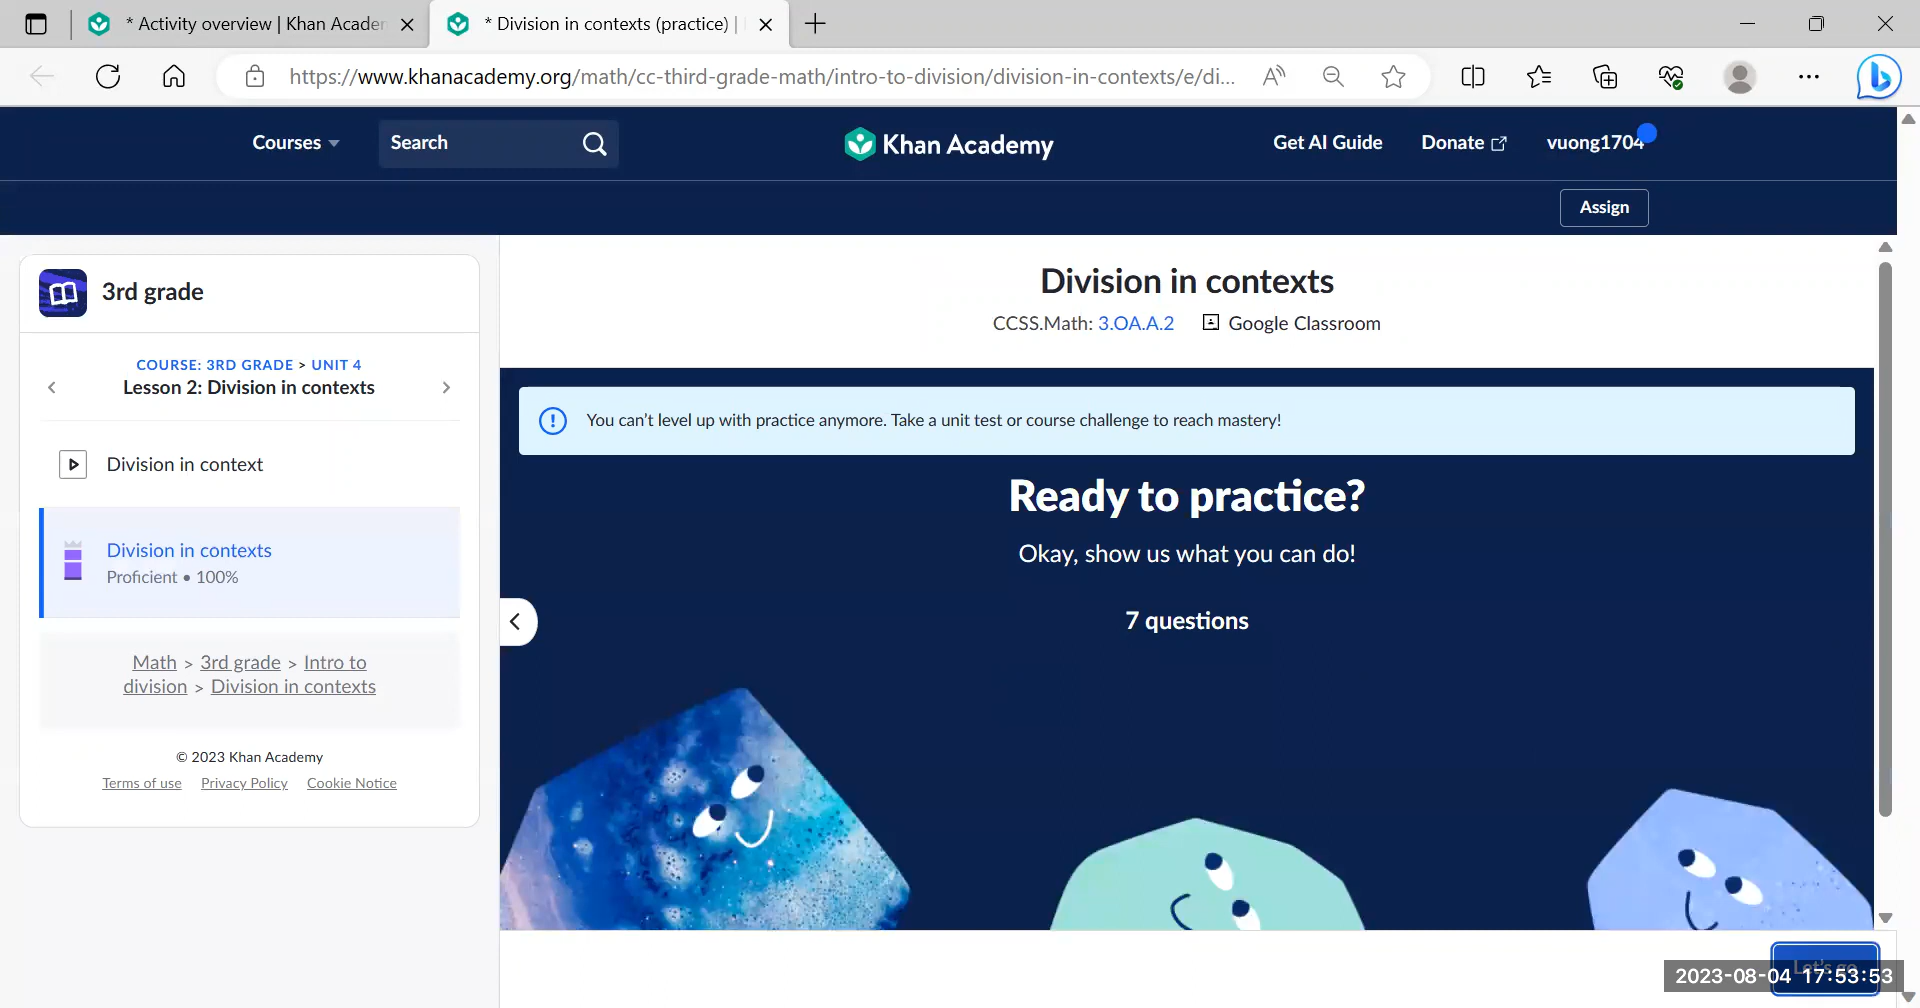 * Activity overview | Khan Acader
* Division in contexts (practice) |
https://www.khanacademy.org/math/cc-third-grade-math/intro-to-division/division-in-contexts/e/di...
Courses
Search
Khan Academy
Get AI Guide
Donate
vuong1704
Assign
3rd grade
COURSE: 3RD GRADE > UNIT 4
Lesson 2: Division in contexts
Division in context
Division in contexts
Proficient • 100%
Math > 3rd grade > Intro to
division > Division in contexts
© 2023 Khan Academy
Terms of use Privacy Policy Cookie Notice
Division in contexts
CCSS.Math: 3.OA.A.2 Google Classroom
You can't level up with practice anymore. Take a unit test or course challenge to reach mastery!
Ready to practice?
Okay, show us what you can do!
7 questions
2023-08-04 17:53:53